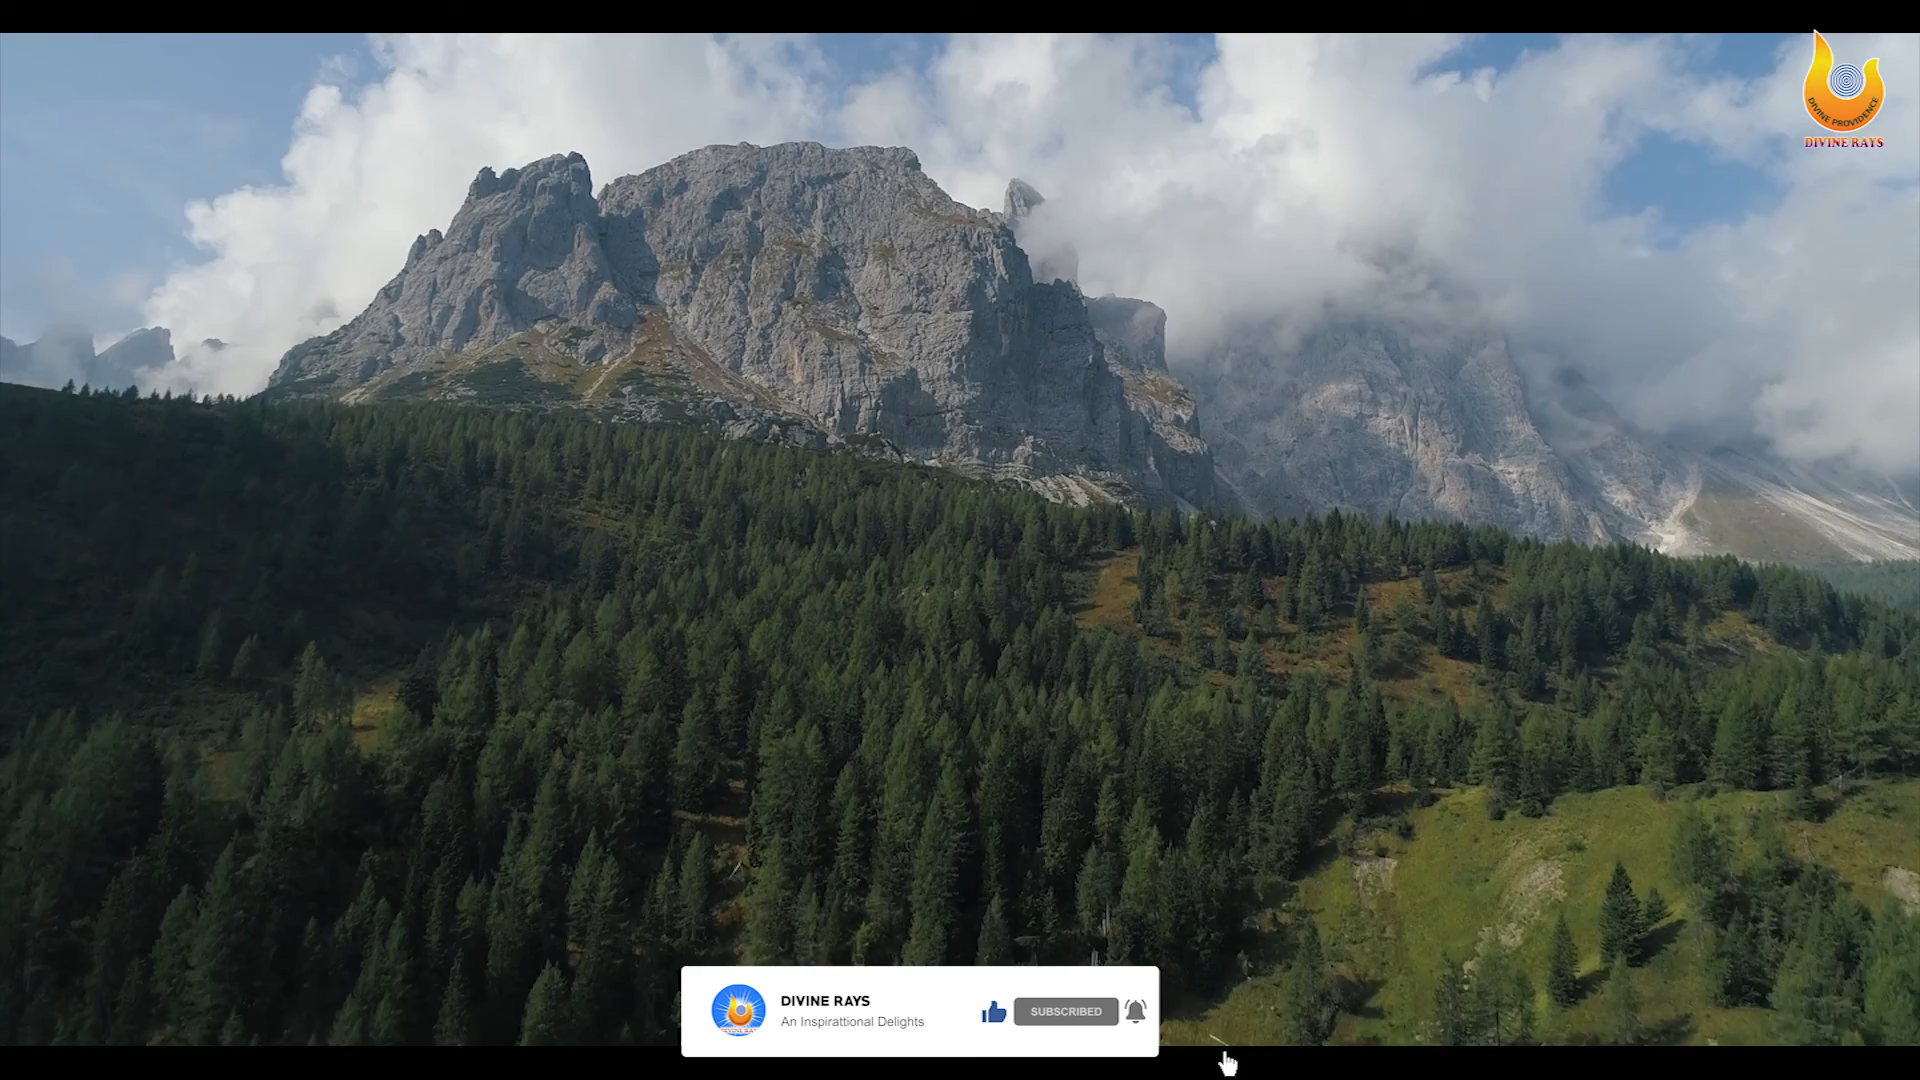 DIVINE PROVIDENCE
DIVINE RAYS
DIVINE RAYS
An Inspirattional Delights
SUBSCRIBED